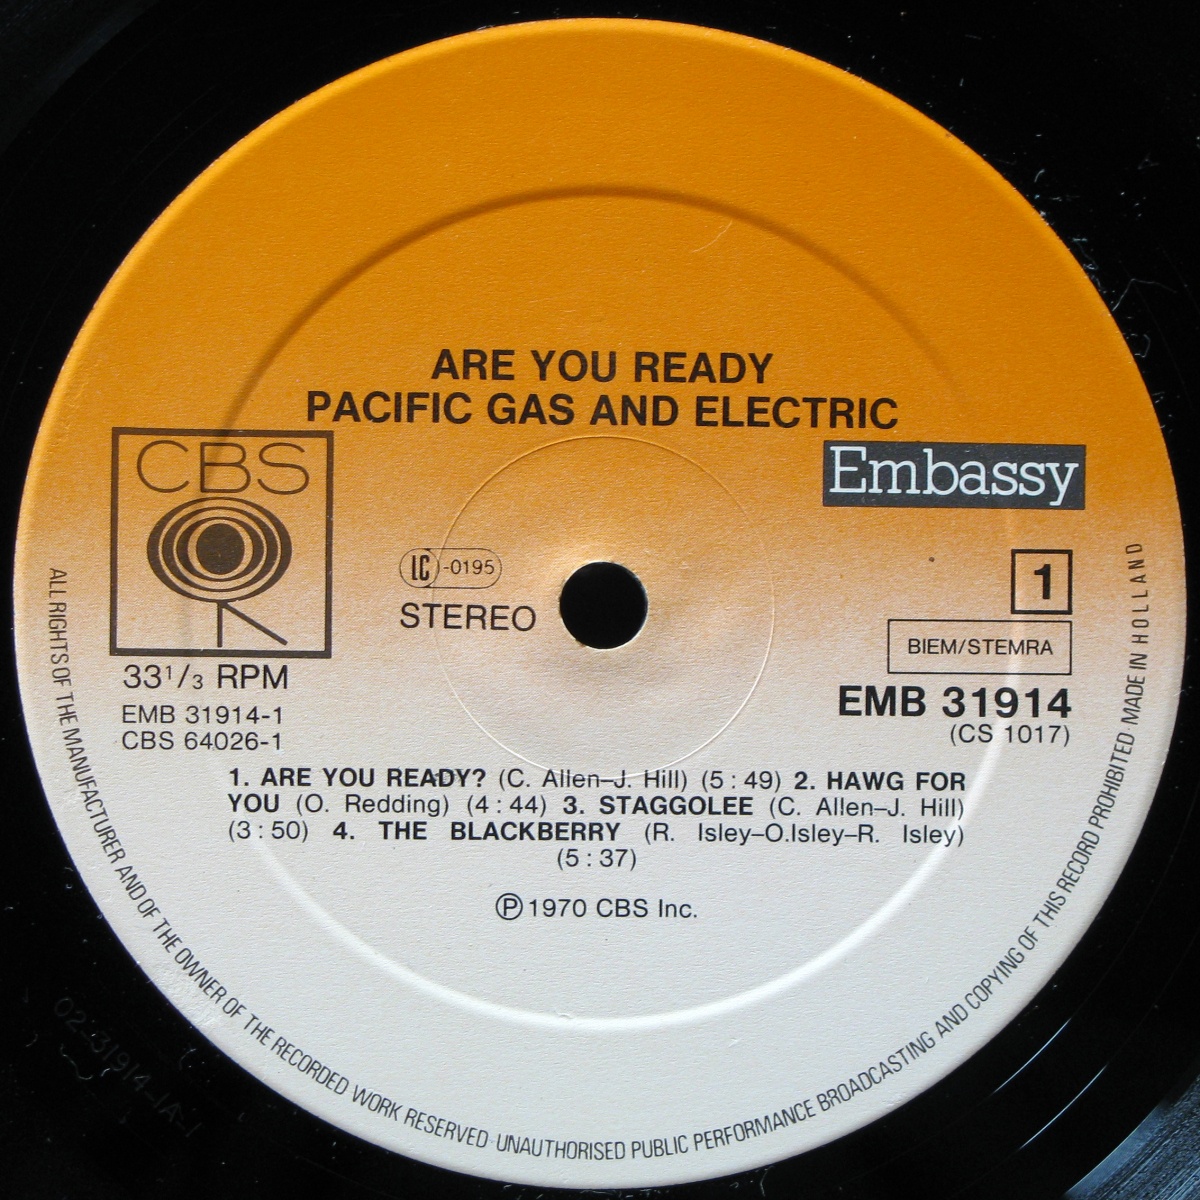 ARE YOU READY
PACIFIC GAS AND ELECTRIC
CBS
Embassy
LC -0195
STEREO
1
BIEM/STEMRA
33 1/3 RPM
EMB 31914-1
CBS 64026-1
EMB 31914
(CS 1017)
1. ARE YOU READY? (C. Allen–J. Hill) (5:49) 2. HAWG FOR
YOU (O. Redding) (4:44) 3. STAGGOLEE (C. Allen–J. Hill)
(3:50) 4. THE BLACKBERRY (R. Isley–O.Isley–R. Isley)
(5:37)
℗ 1970 CBS Inc.
ALL RIGHTS OF THE MANUFACTURER AND OF THE OWNER OF THE RECORDED WORK RESERVED UNAUTHORISED PUBLIC PERFORMANCE BROADCASTING AND COPYING OF THIS RECORD PROHIBITED MADE IN HOLLAND
02-31914-1A-1